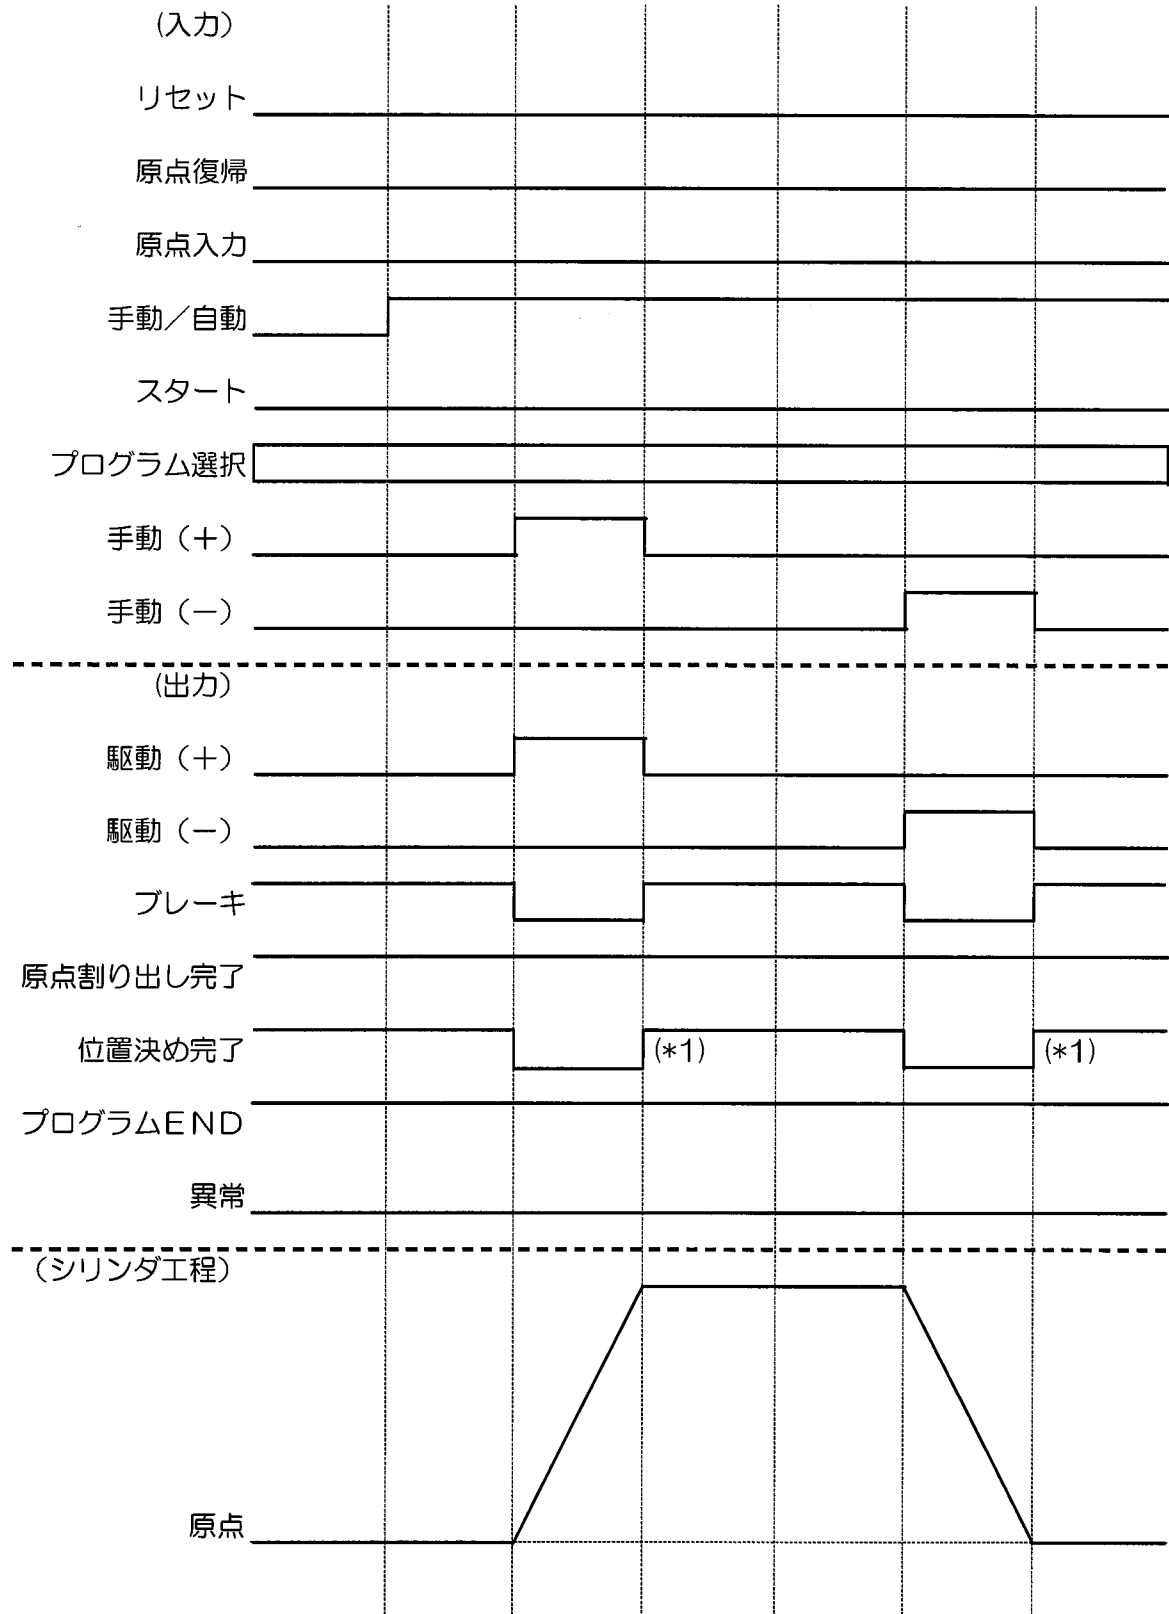 (入力)
リセット
原点復帰
原点入力
手動/自動
スタート
プログラム選択
手動(+)
手動(-)
(出力)
駆動(+)
駆動(-)
ブレーキ
原点割り出し完了
位置決め完了 (*1) (*1)
プログラムEND
異常
(シリンダ工程)
原点